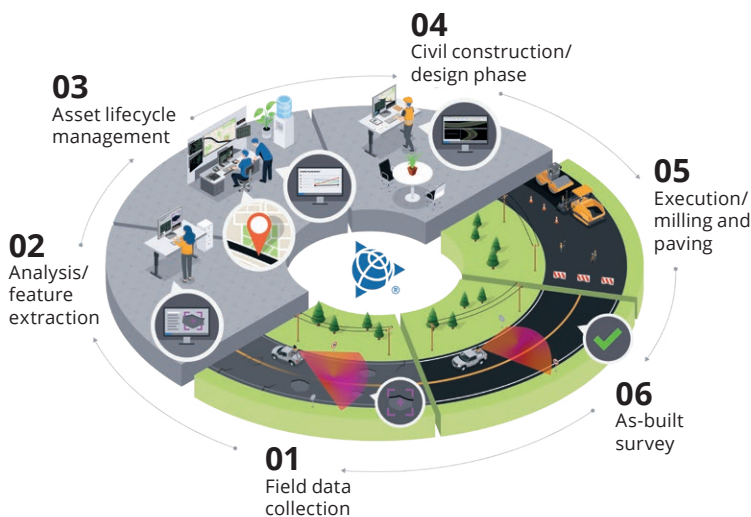 01
Field data
collection
02
Analysis/
feature
extraction
03
Asset lifecycle
management
04
Civil construction/
design phase
05
Execution/
milling and
paving
06
As-built
survey
®